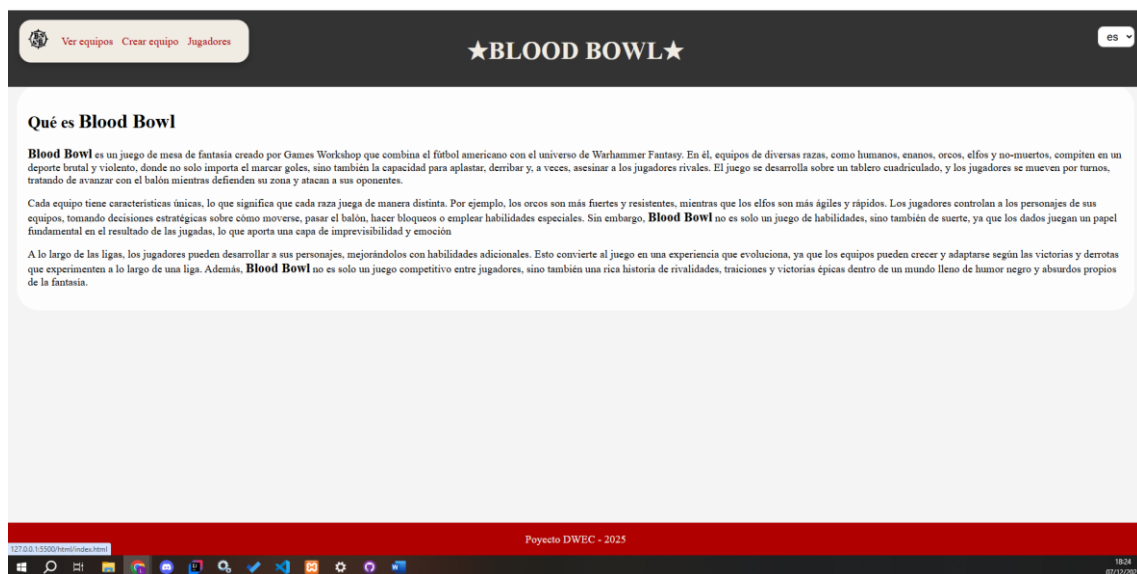 Ver equipos Crear equipo Jugadores
★BLOOD BOWL★
es
Qué es Blood Bowl
Blood Bowl es un juego de mesa de fantasía creado por Games Workshop que combina el fútbol americano con el universo de Warhammer Fantasy. En él, equipos de diversas razas, como humanos, enanos, orcos, elfos y no-muertos, compiten en un
deporte brutal y violento, donde no solo importa el marcar goles, sino también la capacidad para aplastar, derribar y, a veces, asesinar a los jugadores rivales. El juego se desarrolla sobre un tablero cuadriculado, y los jugadores se mueven por turnos,
tratando de avanzar con el balón mientras defienden su zona y atacan a sus oponentes.
Cada equipo tiene características únicas, lo que significa que cada raza juega de manera distinta. Por ejemplo, los orcos son más fuertes y resistentes, mientras que los elfos son más ágiles y rápidos. Los jugadores controlan a los personajes de sus
equipos, tomando decisiones estratégicas sobre cómo moverse, pasar el balón, hacer bloqueos o emplear habilidades especiales. Sin embargo, Blood Bowl no es solo un juego de habilidades, sino también de suerte, ya que los dados juegan un papel
fundamental en el resultado de las jugadas, lo que aporta una capa de imprevisibilidad y emoción
A lo largo de las ligas, los jugadores pueden desarrollar a sus personajes, mejorándolos con habilidades adicionales. Esto convierte al juego en una experiencia que evoluciona, ya que los equipos pueden crecer y adaptarse según las victorias y derrotas
que experimenten a lo largo de una liga. Además, Blood Bowl no es solo un juego competitivo entre jugadores, sino también una rica historia de rivalidades, traiciones y victorias épicas dentro de un mundo lleno de humor negro y absurdos propios
de la fantasía.
Poyecto DWEC - 2025
127.0.0.1:5500/html/index.html
18:24
07/12/202